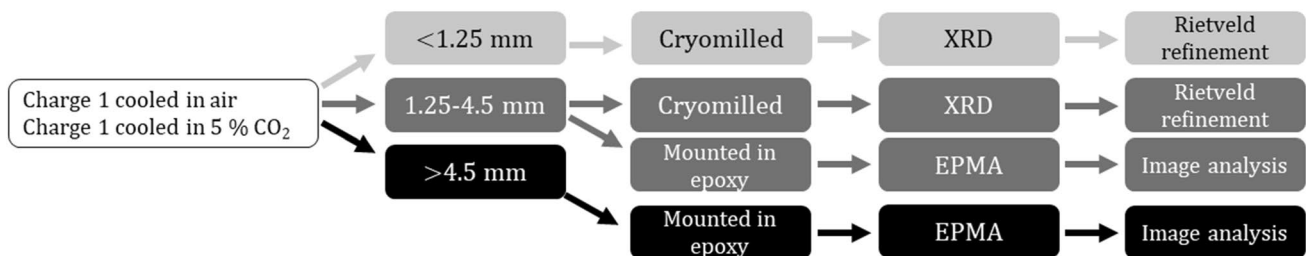 <1.25 mm
Cryomilled
XRD
Rietveld
refinement
Charge 1 cooled in air
Charge 1 cooled in 5 % CO₂
1.25-4.5 mm
Cryomilled
XRD
Rietveld
refinement
Mounted in
epoxy
EPMA
Image analysis
>4.5 mm
Mounted in
epoxy
EPMA
Image analysis